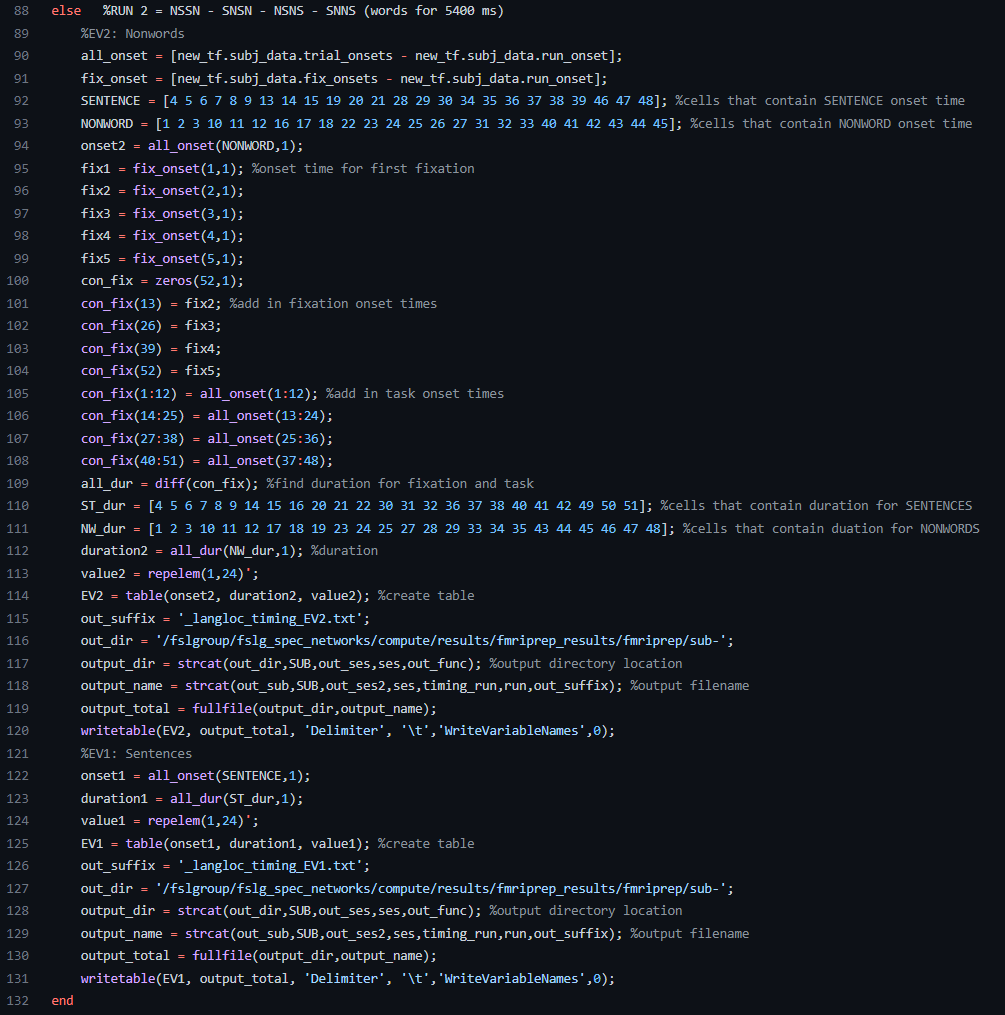 88 else %RUN 2 = NSSN - SNSN - NSNS - SNNS (words for 5400 ms)
89 %EV2: Nonwords
90 all_onset = [new_tf.subj_data.trial_onsets - new_tf.subj_data.run_onset];
91 fix_onset = [new_tf.subj_data.fix_onsets - new_tf.subj_data.run_onset];
92 SENTENCE = [4 5 6 7 8 9 13 14 15 19 20 21 28 29 30 34 35 36 37 38 39 46 47 48]; %cells that contain SENTENCE onset time
93 NONWORD = [1 2 3 10 11 12 16 17 18 22 23 24 25 26 27 31 32 33 40 41 42 43 44 45]; %cells that contain NONWORD onset time
94 onset2 = all_onset(NONWORD,1);
95 fix1 = fix_onset(1,1); %onset time for first fixation
96 fix2 = fix_onset(2,1);
97 fix3 = fix_onset(3,1);
98 fix4 = fix_onset(4,1);
99 fix5 = fix_onset(5,1);
100 con_fix = zeros(52,1);
101 con_fix(13) = fix2; %add in fixation onset times
102 con_fix(26) = fix3;
103 con_fix(39) = fix4;
104 con_fix(52) = fix5;
105 con_fix(1:12) = all_onset(1:12); %add in task onset times
106 con_fix(14:25) = all_onset(13:24);
107 con_fix(27:38) = all_onset(25:36);
108 con_fix(40:51) = all_onset(37:48);
109 all_dur = diff(con_fix); %find duration for fixation and task
110 ST_dur = [4 5 6 7 8 9 14 15 16 20 21 22 30 31 32 36 37 38 40 41 42 49 50 51]; %cells that contain duration for SENTENCES
111 NW_dur = [1 2 3 10 11 12 17 18 19 23 24 25 27 28 29 33 34 35 43 44 45 46 47 48]; %cells that contain duation for NONWORDS
112 duration2 = all_dur(NW_dur,1); %duration
113 value2 = repelem(1,24)';
114 EV2 = table(onset2, duration2, value2); %create table
115 out_suffix = '_langloc_timing_EV2.txt';
116 out_dir = '/fslgroup/fslg_spec_networks/compute/results/fmriprep_results/fmriprep/sub-';
117 output_dir = strcat(out_dir,SUB,out_ses,ses,out_func); %output directory location
118 output_name = strcat(out_sub,SUB,out_ses2,ses,timing_run,run,out_suffix); %output filename
119 output_total = fullfile(output_dir,output_name);
120 writetable(EV2, output_total, 'Delimiter', '\t','WriteVariableNames',0);
121 %EV1: Sentences
122 onset1 = all_onset(SENTENCE,1);
123 duration1 = all_dur(ST_dur,1);
124 value1 = repelem(1,24)';
125 EV1 = table(onset1, duration1, value1); %create table
126 out_suffix = '_langloc_timing_EV1.txt';
127 out_dir = '/fslgroup/fslg_spec_networks/compute/results/fmriprep_results/fmriprep/sub-';
128 output_dir = strcat(out_dir,SUB,out_ses,ses,out_func); %output directory location
129 output_name = strcat(out_sub,SUB,out_ses2,ses,timing_run,run,out_suffix); %output filename
130 output_total = fullfile(output_dir,output_name);
131 writetable(EV1, output_total, 'Delimiter', '\t','WriteVariableNames',0);
132 end